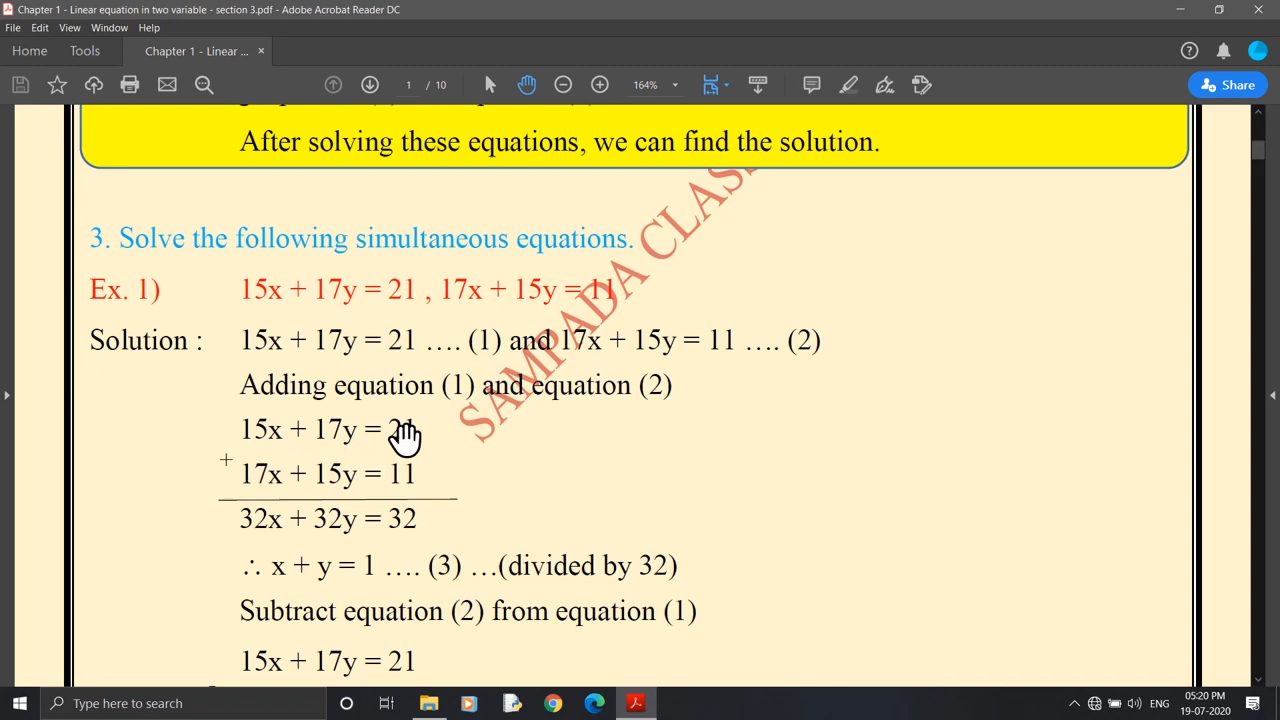 Chapter 1 - Linear equation in two variable - section 3.pdf - Adobe Acrobat Reader DC
File Edit View Window Help
Home Tools Chapter 1 - Linear ... ×
1 / 10 164% Share
After solving these equations, we can find the solution.
3. Solve the following simultaneous equations.
Ex. 1) 15x + 17y = 21 , 17x + 15y = 11
Solution : 15x + 17y = 21 …. (1) and 17x + 15y = 11 …. (2)
Adding equation (1) and equation (2)
15x + 17y = 21
+
17x + 15y = 11
32x + 32y = 32
∴ x + y = 1 …. (3) …(divided by 32)
Subtract equation (2) from equation (1)
15x + 17y = 21
SAMPADA CLAS
Type here to search
ENG
05:20 PM
19-07-2020